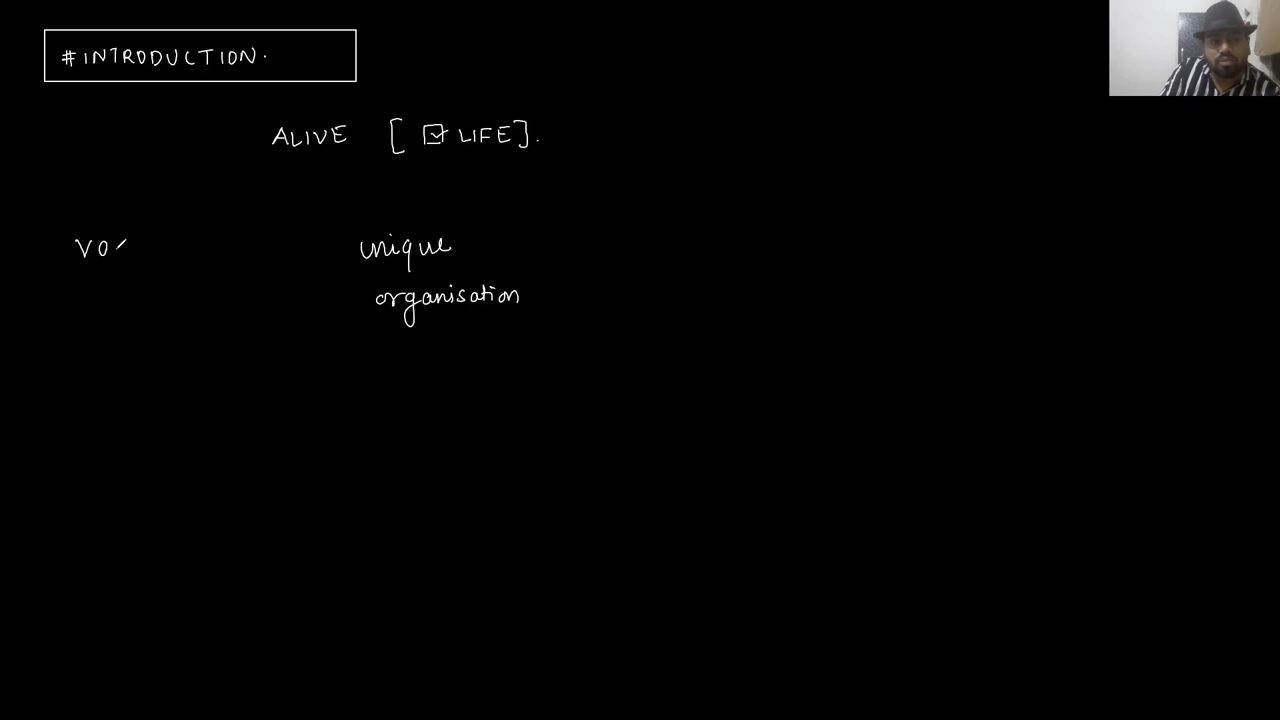 #INTRODUCTION.
ALIVE [ ☑ LIFE].
VO unique
organisation